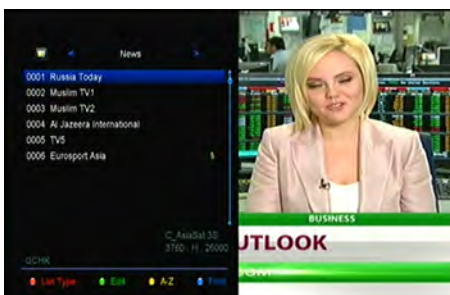 News
0001 Russia Today
0002 Muslim TV1
0003 Muslim TV2
0004 Al Jazeera International
0005 TV5
0006 Eurosport Asia $
C_AsiaSat 3S
3760 . H . 26000
QCHK
List Type Edit A-Z Find
BUSINESS
UTLOOK